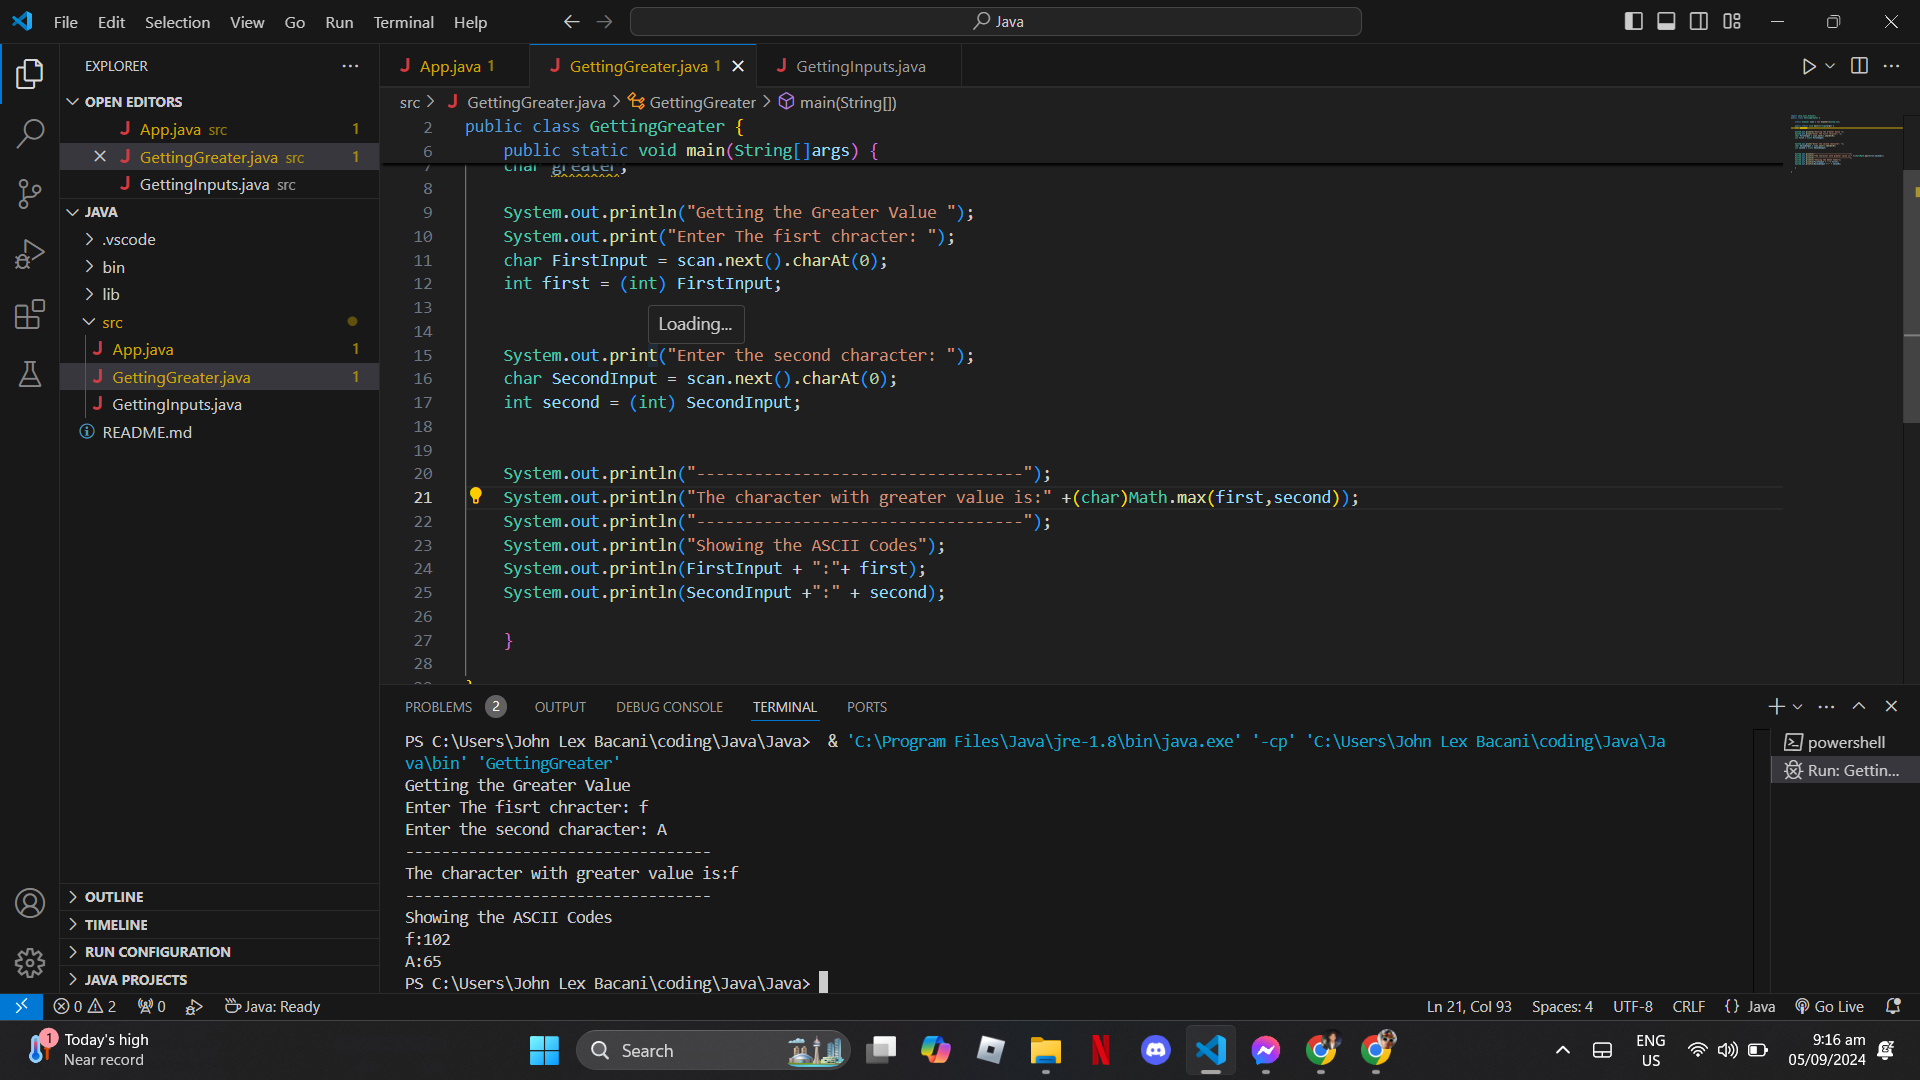 File Edit Selection View Go Run Terminal Help
Java
EXPLORER
App.java 1
GettingGreater.java 1
GettingInputs.java
OPEN EDITORS
App.java src 1
GettingGreater.java src 1
GettingInputs.java src
JAVA
.vscode
bin
lib
src
App.java 1
GettingGreater.java 1
GettingInputs.java
README.md
OUTLINE
TIMELINE
RUN CONFIGURATION
JAVA PROJECTS
src > GettingGreater.java > GettingGreater > main(String[])
2 public class GettingGreater {
6 public static void main(String[]args) {
7 char greater;
8
9 System.out.println("Getting the Greater Value ");
10 System.out.print("Enter The fisrt chracter: ");
11 char FirstInput = scan.next().charAt(0);
12 int first = (int) FirstInput;
13
Loading...
14
15 System.out.print("Enter the second character: ");
16 char SecondInput = scan.next().charAt(0);
17 int second = (int) SecondInput;
18
19
20 System.out.println("----------------------------------");
21 System.out.println("The character with greater value is:" +(char)Math.max(first,second));
22 System.out.println("----------------------------------");
23 System.out.println("Showing the ASCII Codes");
24 System.out.println(FirstInput + ":"+ first);
25 System.out.println(SecondInput +":" + second);
26
27 }
28
PROBLEMS 2 OUTPUT DEBUG CONSOLE TERMINAL PORTS
PS C:\Users\John Lex Bacani\coding\Java\Java> & 'C:\Program Files\Java\jre-1.8\bin\java.exe' '-cp' 'C:\Users\John Lex Bacani\coding\Java\Ja
va\bin' 'GettingGreater'
Getting the Greater Value
Enter The fisrt chracter: f
Enter the second character: A
----------------------------------
The character with greater value is:f
----------------------------------
Showing the ASCII Codes
f:102
A:65
PS C:\Users\John Lex Bacani\coding\Java\Java>
powershell
Run: Gettin...
0 2 0 Java: Ready
Ln 21, Col 93 Spaces: 4 UTF-8 CRLF {} Java Go Live
1
Today's high
Near record
Search
ENG
US
9:16 am
05/09/2024